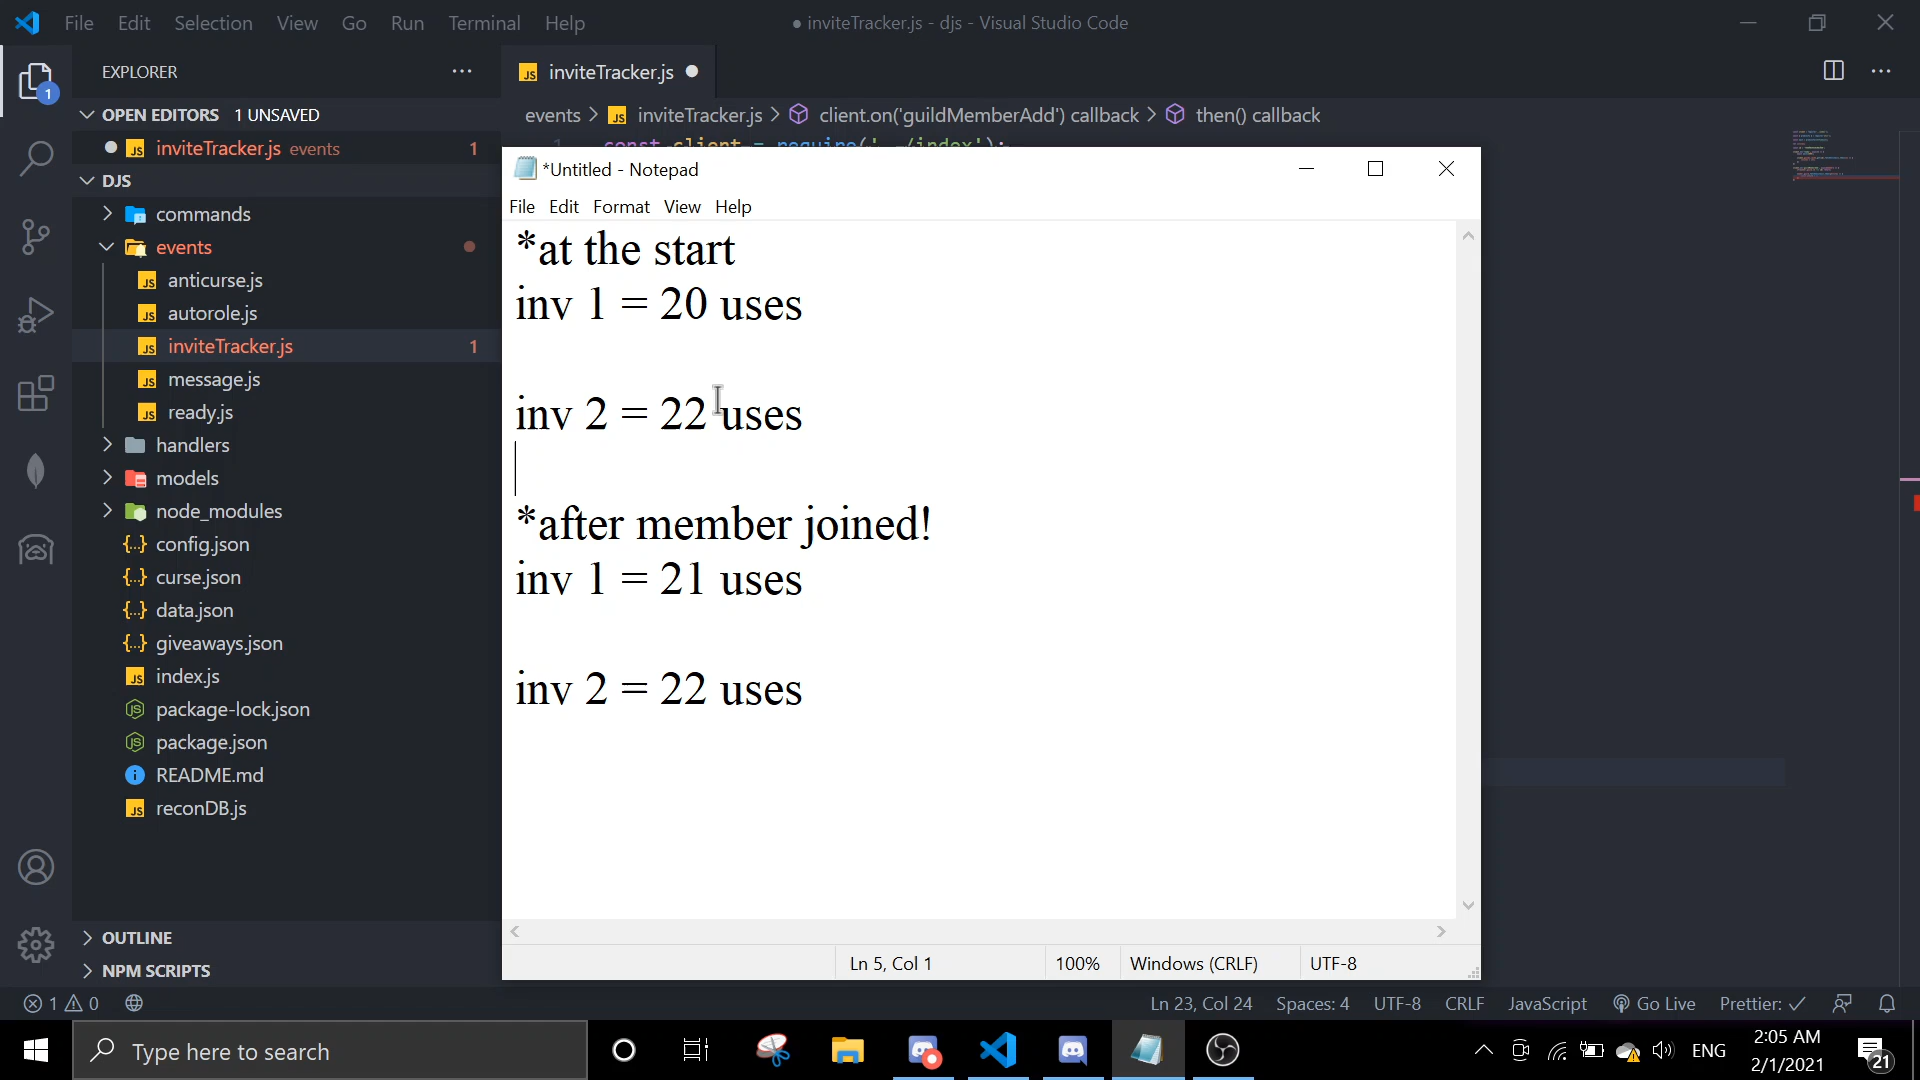 File Edit Selection View Go Run Terminal Help
● inviteTracker.js - djs - Visual Studio Code
EXPLORER
inviteTracker.js
OPEN EDITORS 1 UNSAVED
events > inviteTracker.js > client.on('guildMemberAdd') callback > then() callback
inviteTracker.js events 1
1 const client = require('../index');
DJS
commands
events
anticurse.js
autorole.js
inviteTracker.js 1
message.js
ready.js
handlers
models
node_modules
config.json
curse.json
data.json
giveaways.json
index.js
package-lock.json
package.json
README.md
reconDB.js
OUTLINE
NPM SCRIPTS
1
*Untitled - Notepad
File Edit Format View Help
*at the start
inv 1 = 20 uses
inv 2 = 22 uses
*after member joined!
inv 1 = 21 uses
inv 2 = 22 uses
Ln 5, Col 1 100% Windows (CRLF) UTF-8
1 0
Ln 23, Col 24 Spaces: 4 UTF-8 CRLF JavaScript Go Live Prettier: ✓
Type here to search
ENG
2:05 AM
2/1/2021
21